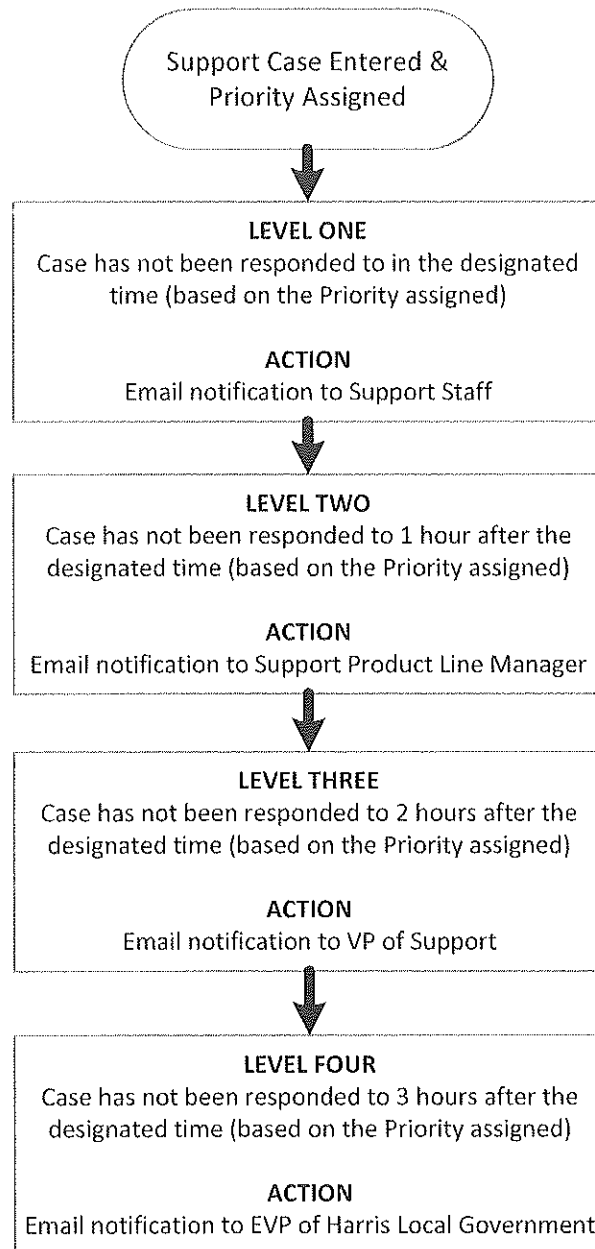 Support Case Entered &
Priority Assigned
LEVEL ONE
Case has not been responded to in the designated
time (based on the Priority assigned)
ACTION
Email notification to Support Staff
LEVEL TWO
Case has not been responded to 1 hour after the
designated time (based on the Priority assigned)
ACTION
Email notification to Support Product Line Manager
LEVEL THREE
Case has not been responded to 2 hours after the
designated time (based on the Priority assigned)
ACTION
Email notification to VP of Support
LEVEL FOUR
Case has not been responded to 3 hours after the
designated time (based on the Priority assigned)
ACTION
Email notification to EVP of Harris Local Government